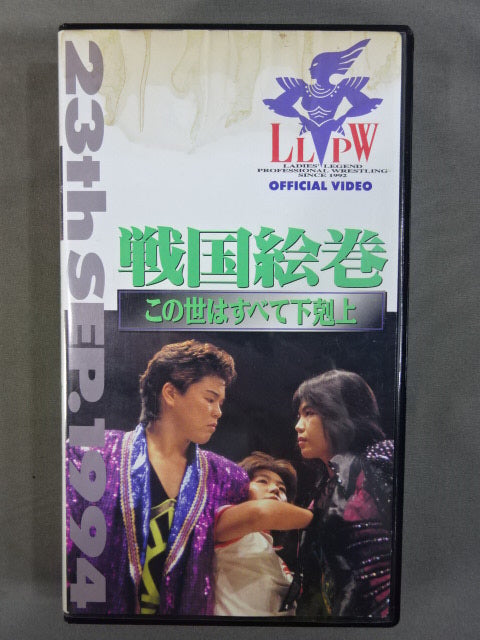 23th SEP. 1994
LLPW
LADIES' LEGEND
PROFESSIONAL WRESTLING
SINCE 1992
OFFICIAL VIDEO
戦国絵巻
この世はすべて下剋上